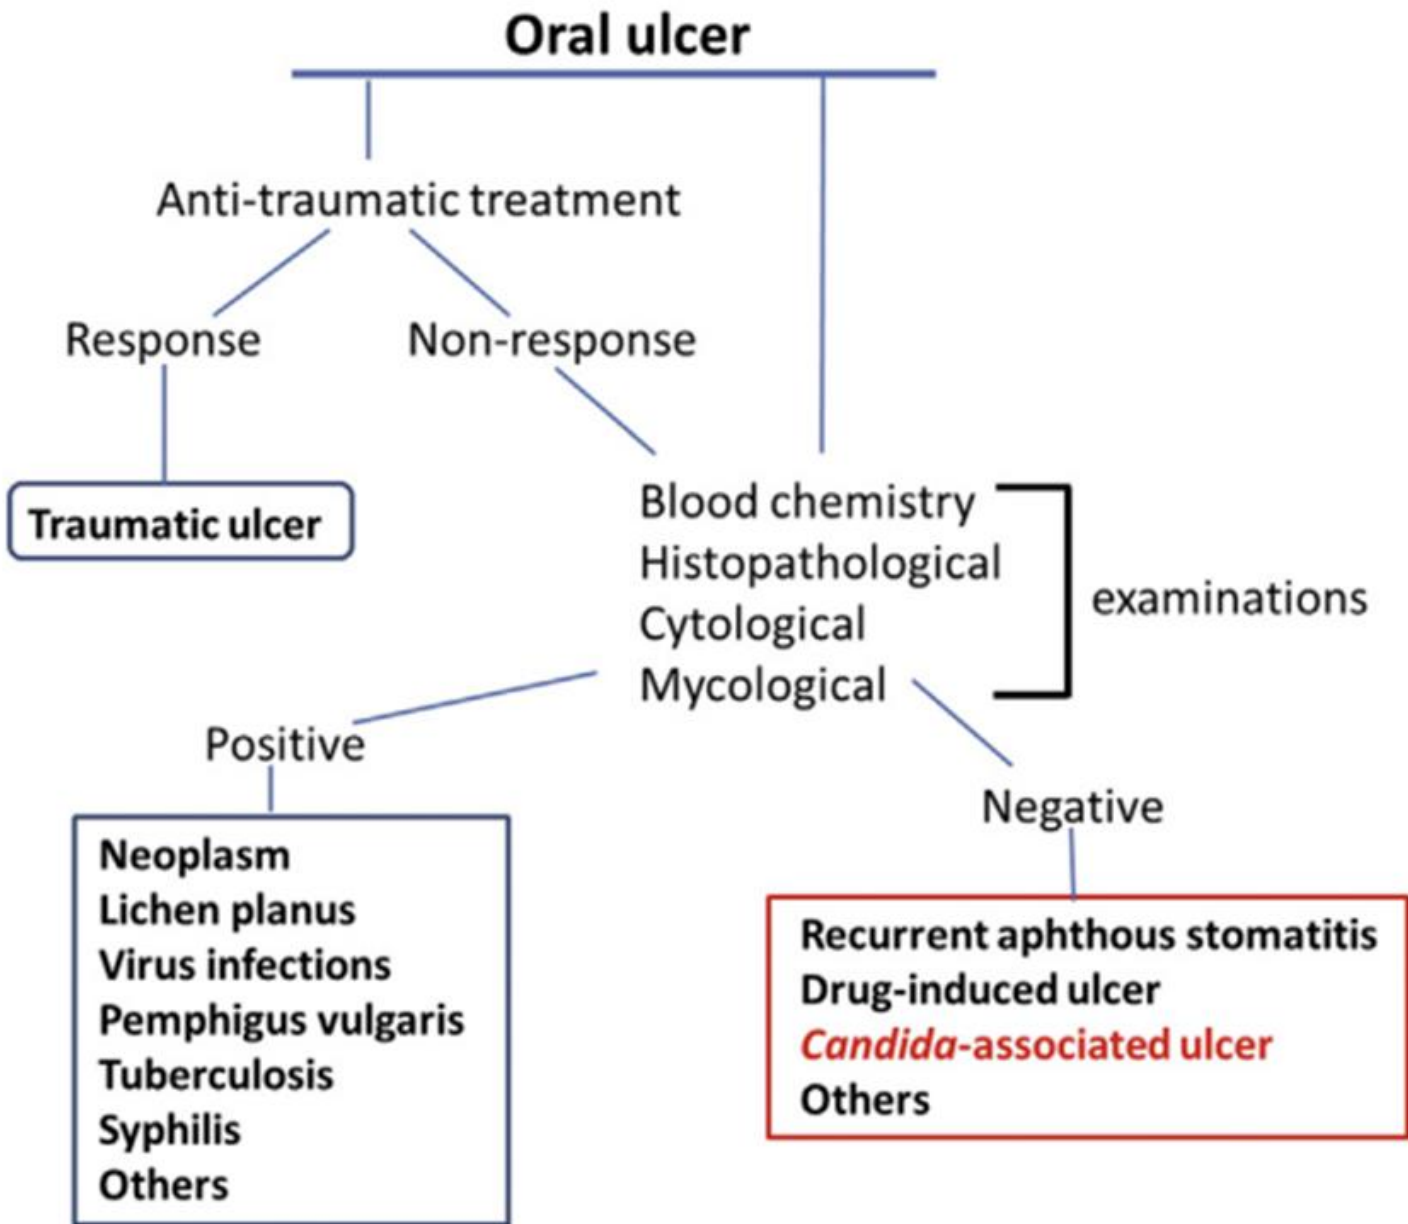 Oral ulcer
Anti-traumatic treatment
Response
Non-response
Traumatic ulcer
Blood chemistry
Histopathological
Cytological
Mycological
examinations
Positive
Negative
Neoplasm
Lichen planus
Virus infections
Pemphigus vulgaris
Tuberculosis
Syphilis
Others
Recurrent aphthous stomatitis
Drug-induced ulcer
Candida-associated ulcer
Others